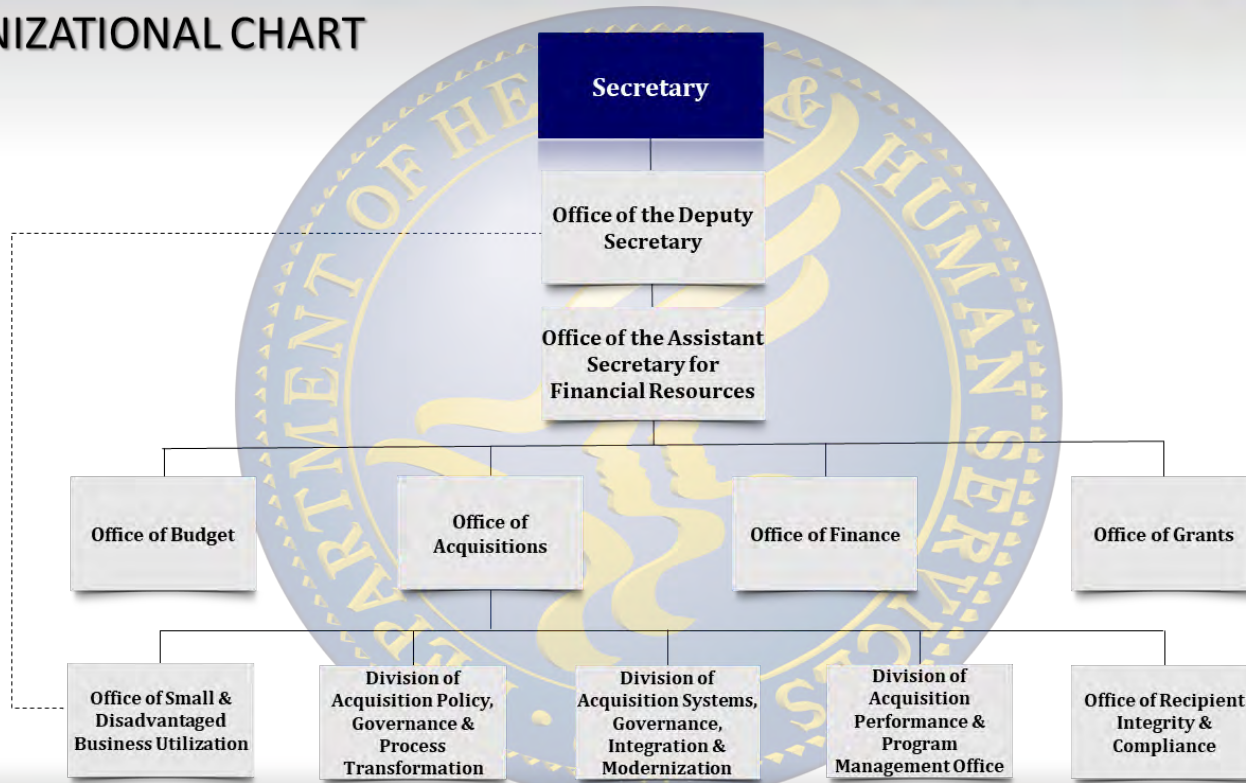 NIZATIONAL CHART
Secretary
Office of the Deputy
Secretary
Office of the Assistant
Secretary for
Financial Resources
Office of Budget
Office of
Acquisitions
Office of Finance
Office of Grants
Office of Small &
Disadvantaged
Business Utilization
Division of
Acquisition Policy,
Governance &
Process
Transformation
Division of
Acquisition Systems,
Governance,
Integration &
Modernization
Division of
Acquisition
Performance &
Program
Management Office
Office of Recipient
Integrity &
Compliance
& HUMAN